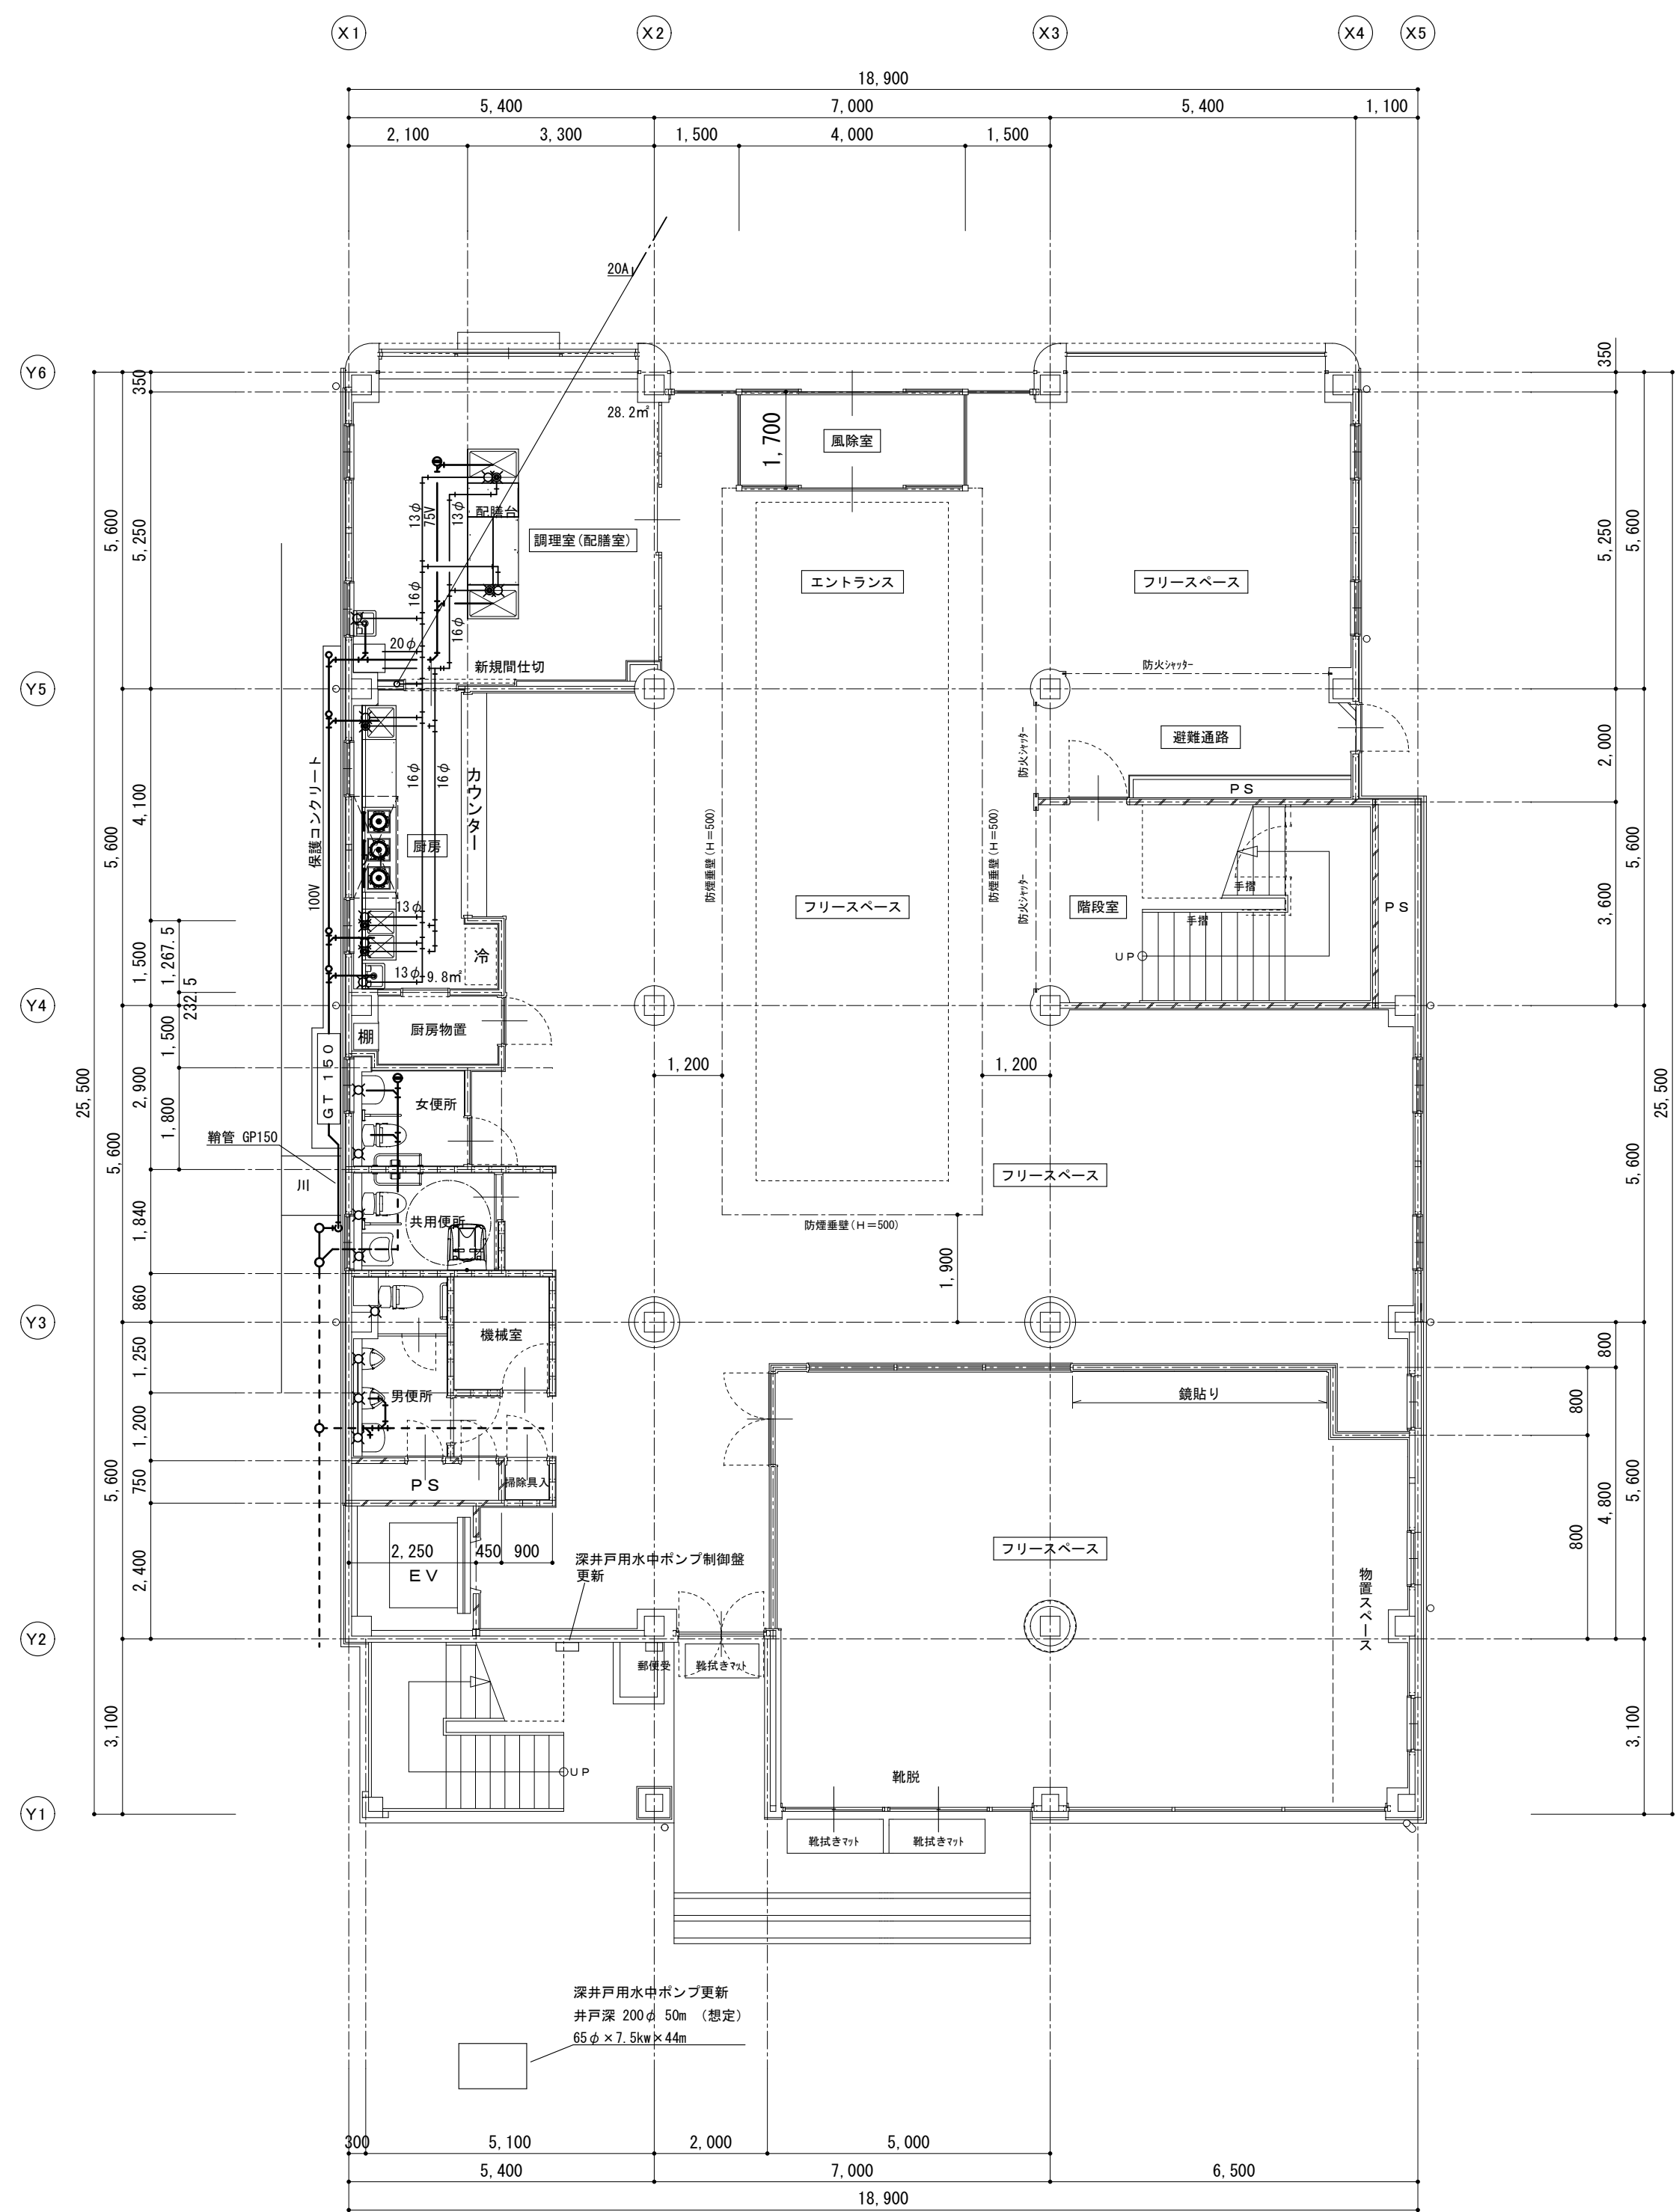 X1
X2
X3
X4
X5
18,900
5,400
7,000
5,400
1,100
2,100
3,300
1,500
4,000
1,500
20A
Y6
350
350
28.2㎡
1,700
風除室
13φ
75V
13φ
配膳台
調理室(配膳室)
エントランス
フリースペース
5,600
5,250
5,250
5,600
16φ
16φ
20φ
新規間仕切
防火シャッター
Y5
避難通路
防火シャッター
2,000
PS
100V 保護コンクリート
16φ
16φ
カウンター
厨房
4,100
5,600
防煙垂壁(H=500)
防煙垂壁(H=500)
フリースペース
防火シャッター
階段室
手摺
手摺
PS
UP
3,600
5,600
13φ
冷
13φ
9.8㎡
1,500
1,267.5
232.5
Y4
棚
厨房物置
1,500
1,200
1,200
GT 150
女便所
2,900
1,800
25,500
25,500
鞘管 GP150
5,600
5,600
川
フリースペース
共用便所
1,840
防煙垂壁(H=500)
1,900
860
Y3
機械室
800
1,250
男便所
鏡貼り
800
1,200
PS
掃除具入
750
5,600
4,800
5,600
2,250
450
900
EV
深井戸用水中ポンプ制御盤
更新
フリースペース
800
2,400
物置スペース
Y2
郵便受
靴拭きマット
3,100
3,100
UP
靴脱
Y1
靴拭きマット
靴拭きマット
深井戸用水中ポンプ更新
井戸深 200φ 50m (想定)
65φ×7.5kw×44m
300
5,100
2,000
5,000
5,400
7,000
6,500
18,900